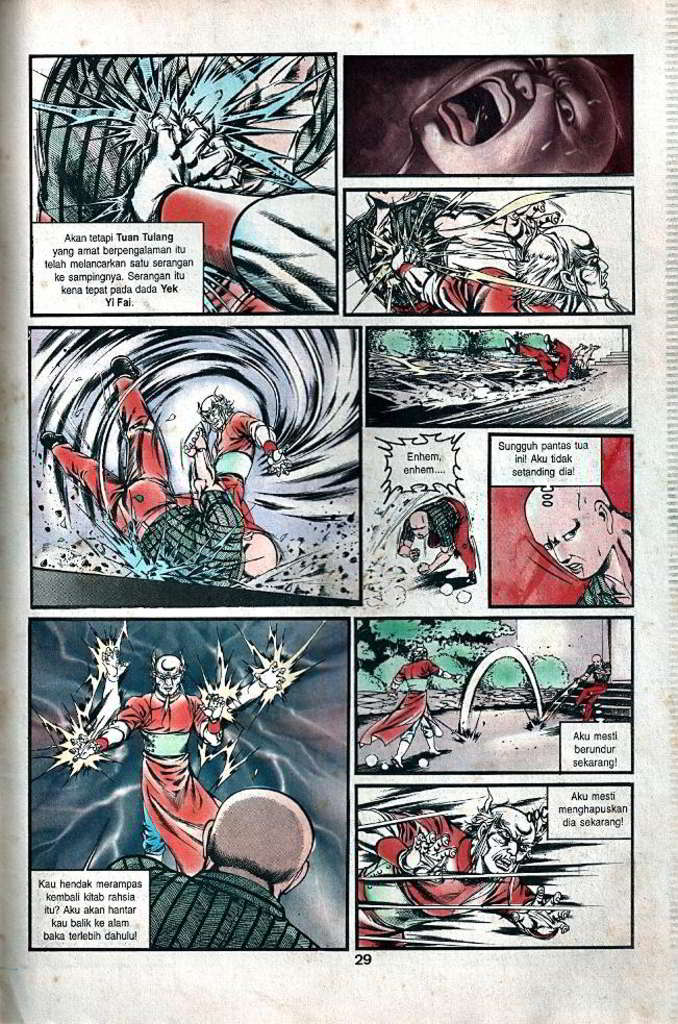 Akan tetapi Tuan Tulang
yang amat berpengalaman itu
telah melancarkan satu serangan
ke sampingnya. Serangan itu
kena tepat pada dada Yek
Yi Fai.
Enhem,
enhem....
Sungguh pantas tua
ini! Aku tidak
setanding dia!
Kau hendak merampas
kembali kitab rahsia
itu? Aku akan hantar
kau balik ke alam
baka terlebih dahulu!
Aku mesti
berundur
sekarang!
Aku mesti
menghapuskan
dia sekarang!
29